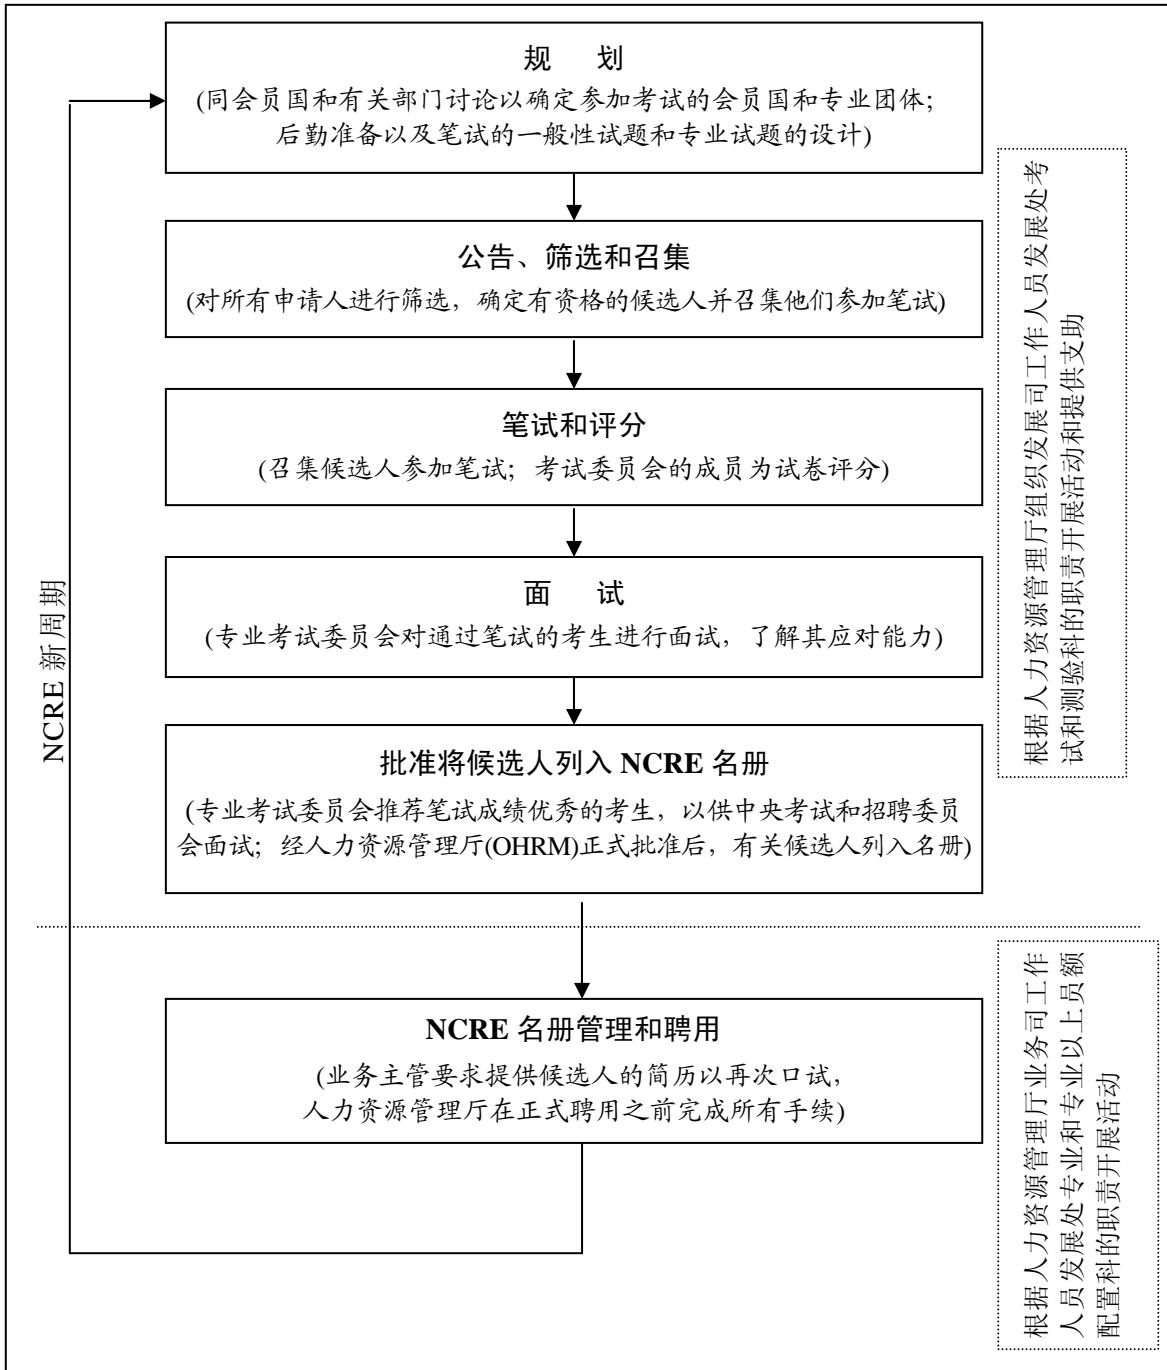 规 划
(同会员国和有关部门讨论以确定参加考试的会员国和专业团体；
后勤准备以及笔试的一般性试题和专业试题的设计)
公告、筛选和召集
(对所有申请人进行筛选，确定有资格的候选人并召集他们参加笔试)
笔试和评分
(召集候选人参加笔试；考试委员会的成员为试卷评分)
面 试
(专业考试委员会对通过笔试的考生进行面试，了解其应对能力)
批准将候选人列入 NCRE 名册
(专业考试委员会推荐笔试成绩优秀的考生，以供中央考试和招聘委员
会面试；经人力资源管理厅(OHRM)正式批准后，有关候选人列入名册)
NCRE 名册管理和聘用
(业务主管要求提供候选人的简历以再次口试，
人力资源管理厅在正式聘用之前完成所有手续)
NCRE 新周期
根据人力资源管理厅组织发展司工作人员发展处考
试和测验科的职责开展活动和提供支助
根据人力资源管理厅业务司工作
人员发展处专业和专业以上员额
配置科的职责开展活动